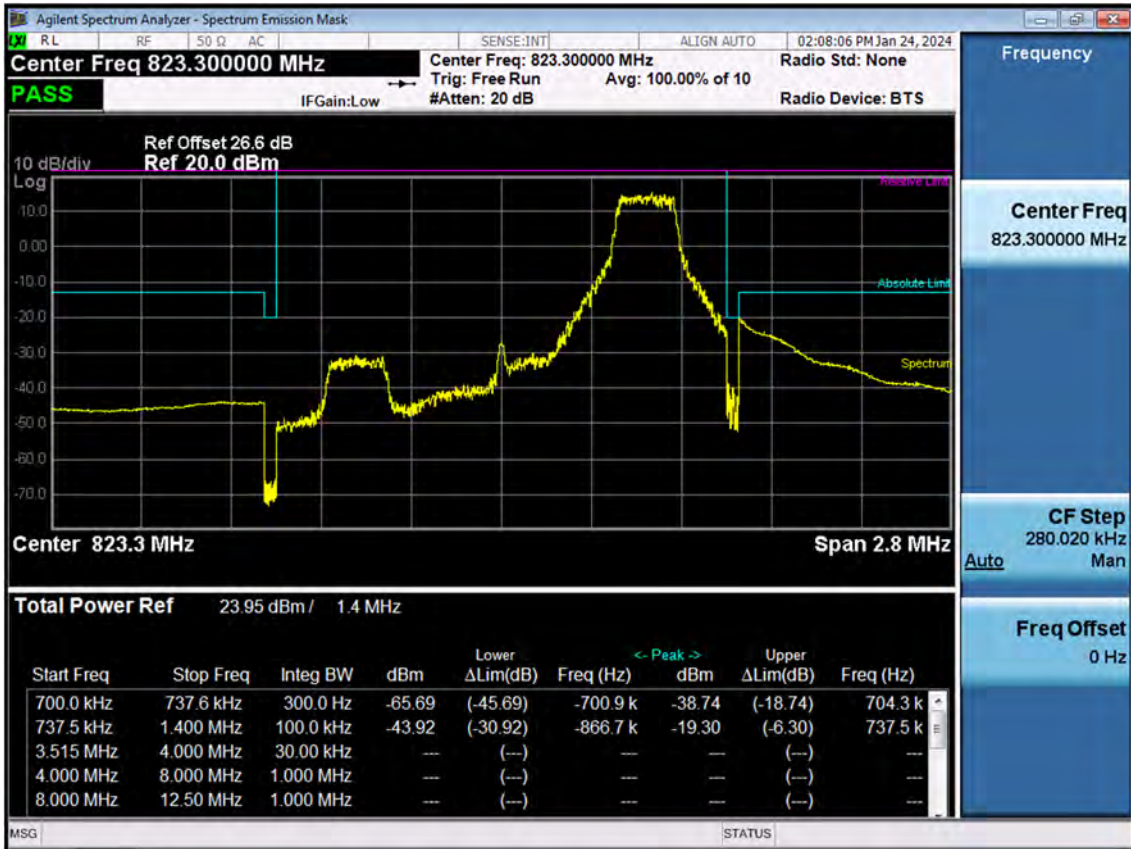 Agilent Spectrum Analyzer - Spectrum Emission Mask
LXI RL RF 50 Ω AC SENSE:INT ALIGN AUTO 02:08:06 PM Jan 24, 2024
Center Freq 823.300000 MHz
Center Freq: 823.300000 MHz
Radio Std: None
Trig: Free Run
Avg: 100.00% of 10
PASS
IFGain:Low
#Atten: 20 dB
Radio Device: BTS
Frequency
Ref Offset 26.6 dB
10 dB/div Ref 20.0 dBm
Log
Relative Limit
10.0
0.00
-10.0
Absolute Limit
-20.0
-30.0
Spectrum
-40.0
-50.0
-60.0
-70.0
Center 823.3 MHz
Span 2.8 MHz
Center Freq
823.300000 MHz
CF Step
280.020 kHz
Auto Man
Freq Offset
0 Hz
Total Power Ref 23.95 dBm / 1.4 MHz
Lower <- Peak -> Upper
Start Freq Stop Freq Integ BW dBm ΔLim(dB) Freq (Hz) dBm ΔLim(dB) Freq (Hz)
700.0 kHz 737.6 kHz 300.0 Hz -65.69 (-45.69) -700.9 k -38.74 (-18.74) 704.3 k
737.5 kHz 1.400 MHz 100.0 kHz -43.92 (-30.92) -866.7 k -19.30 (-6.30) 737.5 k
3.515 MHz 4.000 MHz 30.00 kHz --- (---) --- --- (---) ---
4.000 MHz 8.000 MHz 1.000 MHz --- (---) --- --- (---) ---
8.000 MHz 12.50 MHz 1.000 MHz --- (---) --- --- (---) ---
MSG STATUS